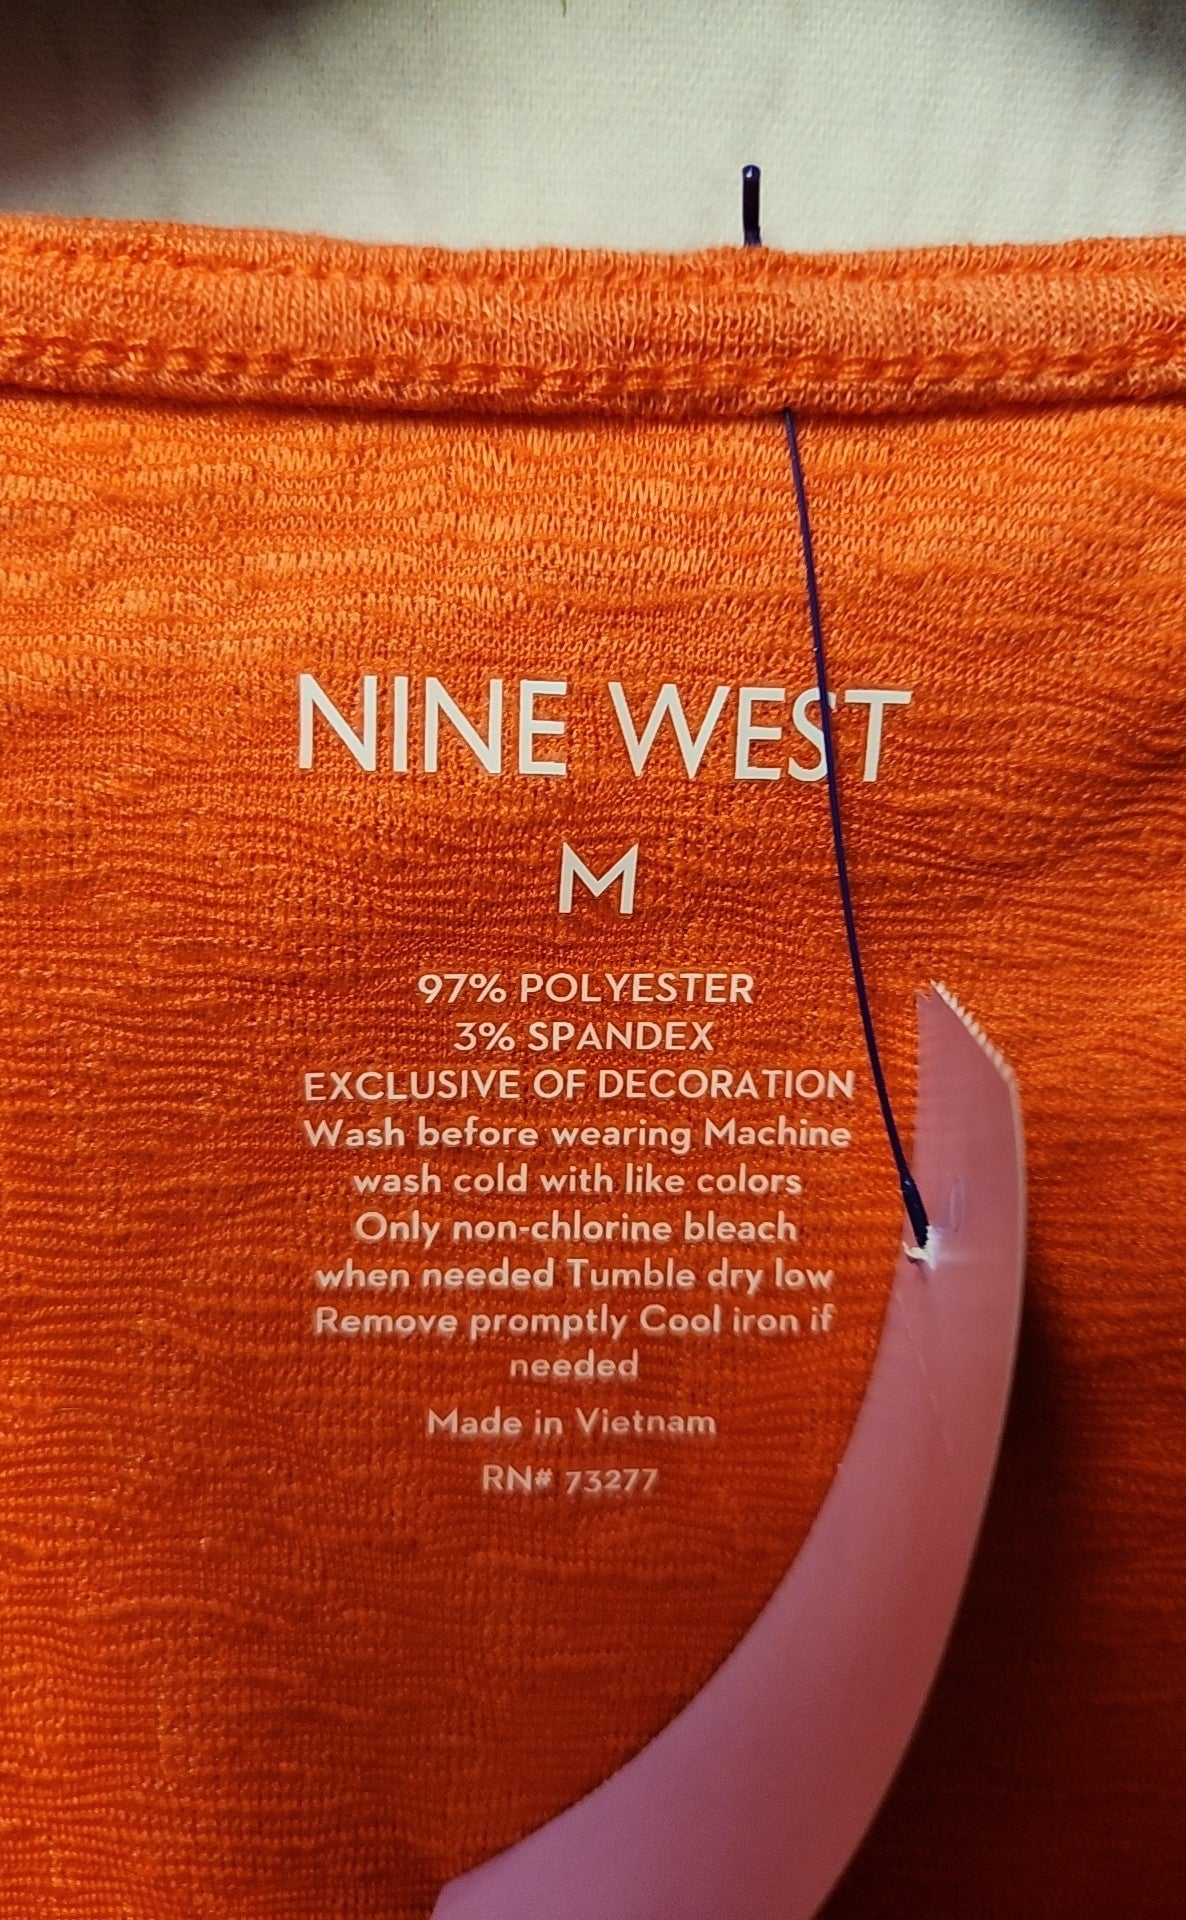 NINE WEST
M
97% POLYESTER
3% SPANDEX
EXCLUSIVE OF DECORATION
Wash before wearing Machine
wash cold with like colors
Only non-chlorine bleach
when needed Tumble dry low
Remove promptly Cool iron if
needed
Made in Vietnam
RN# 73277